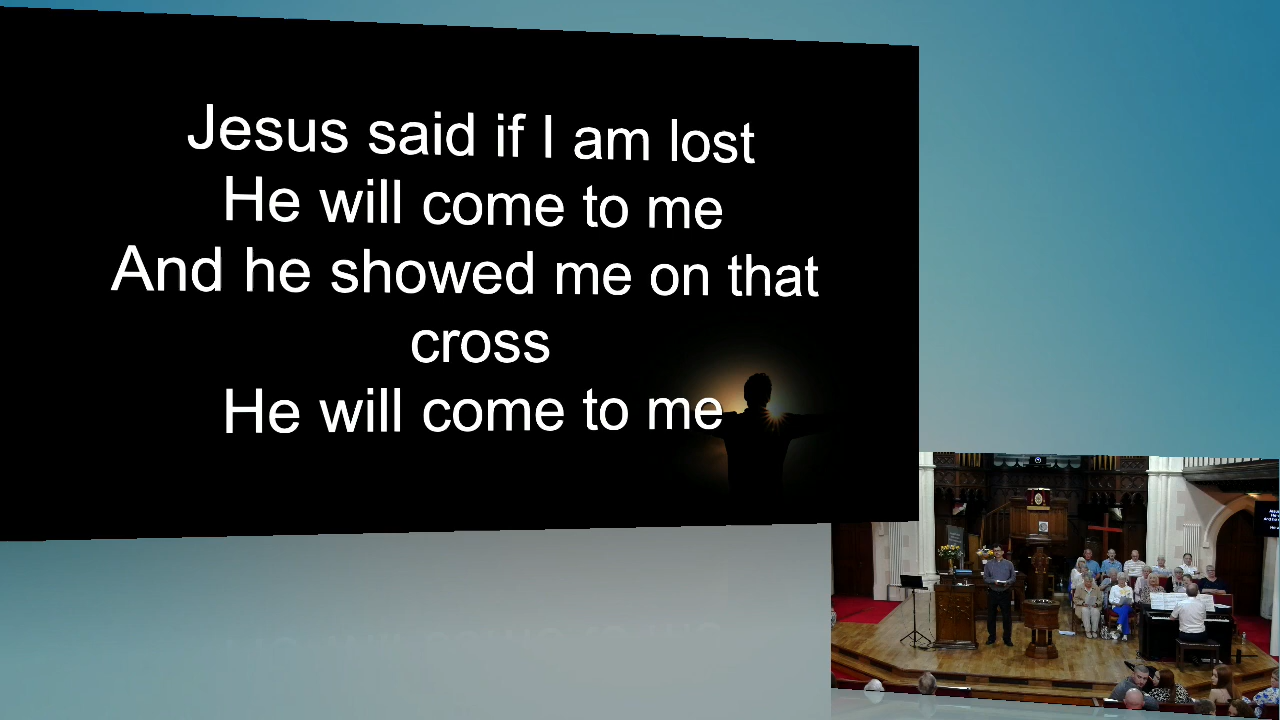 Jesus said if I am lost
He will come to me
And he showed me on that
cross
He will come to me